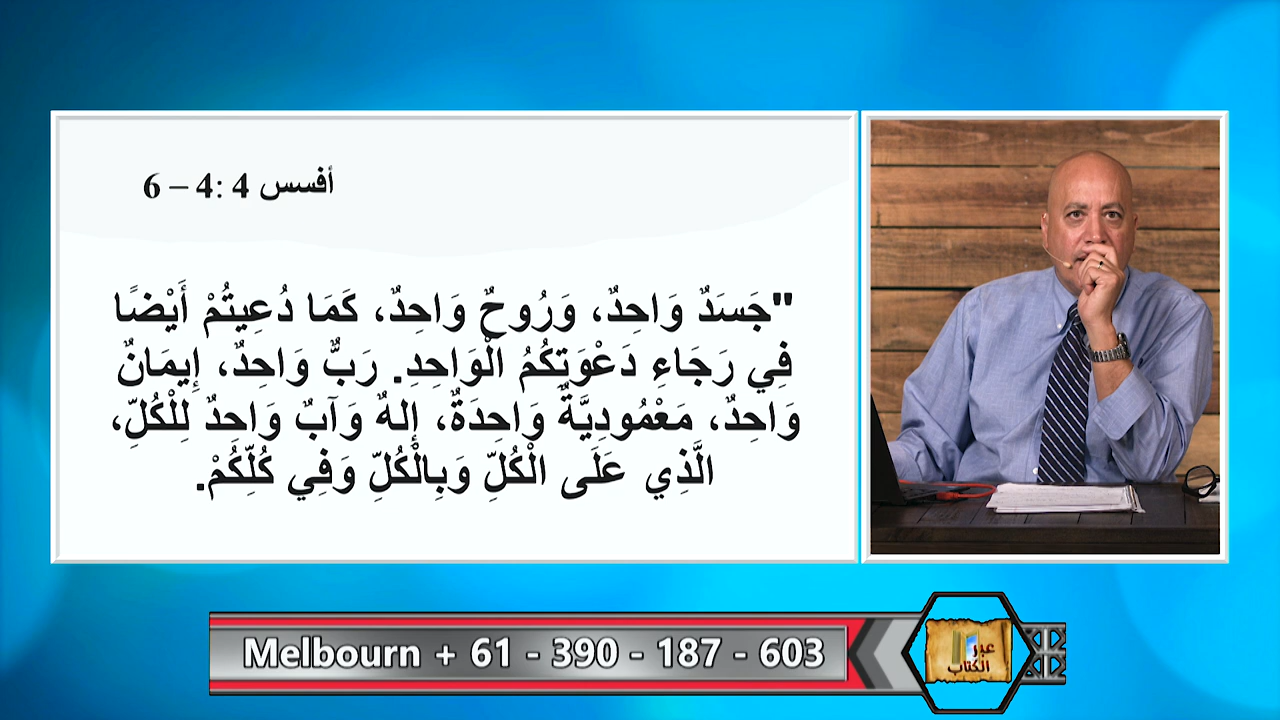 أفسس 4 :4 – 6
"جَسَدٌ وَاحِدٌ، وَرُوحٌ وَاحِدٌ، كَمَا دُعِيتُمْ أَيْضًا
فِي رَجَاءِ دَعْوَتِكُمُ الْوَاحِدِ. رَبٌّ وَاحِدٌ، إِيمَانٌ
وَاحِدٌ، مَعْمُودِيَّةٌ وَاحِدَةٌ، إِلهٌ وَآبٌ وَاحِدٌ لِلْكُلِّ،
الَّذِي عَلَى الْكُلِّ وَبِالْكُلِّ وَفِي كُلِّكُمْ.
Melbourn + 61 - 390 - 187 - 603
عبر
الكتاب